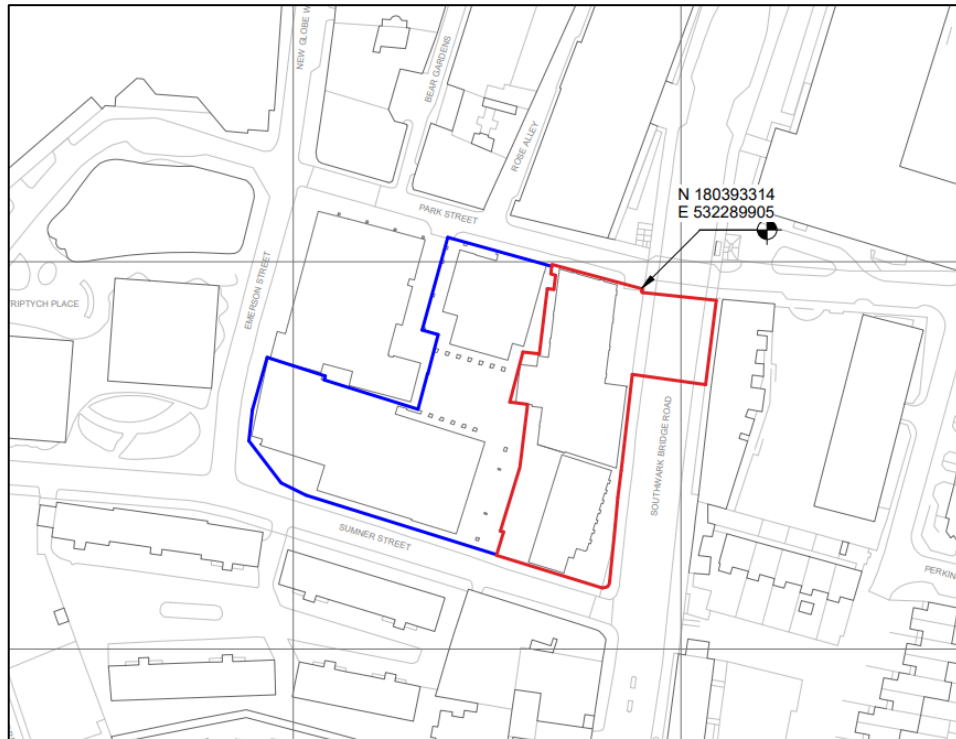 NEW GLOBE W
BEAR GARDENS
ROSE ALLEY
N 180393314
E 532289905
PARK STREET
EMERSON STREET
TRIPTYCH PLACE
SOUTHWARK BRIDGE ROAD
SUMNER STREET
PERKIN